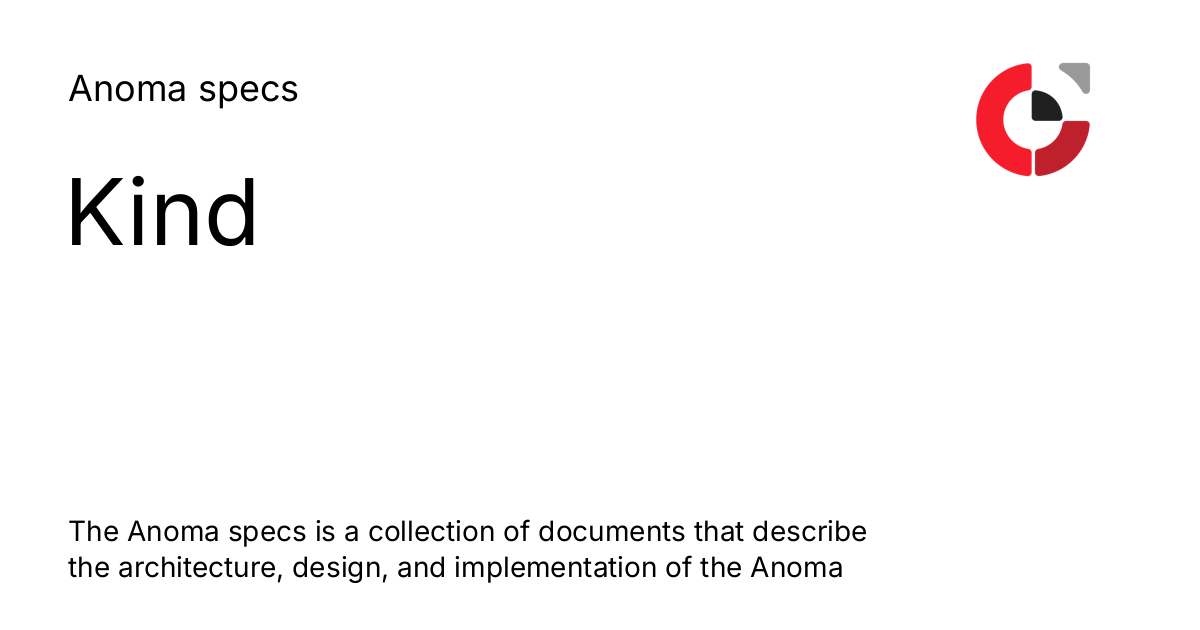 Anoma specs
Kind
The Anoma specs is a collection of documents that describe
the architecture, design, and implementation of the Anoma